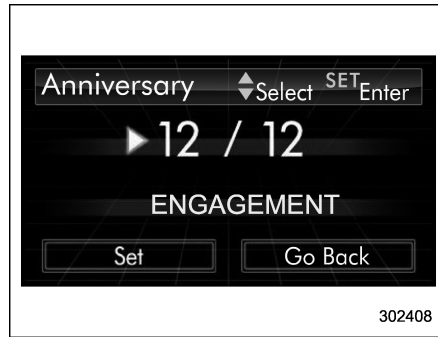 Anniversary Select SET Enter
12 / 12
ENGAGEMENT
Set Go Back
302408